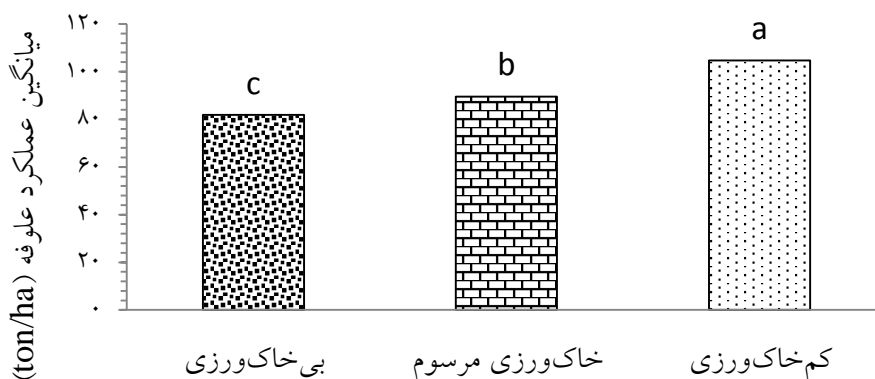 میانگین عملکرد علوفه (ton/ha)
۱۲۰
۱۰۰
۸۰
۶۰
۴۰
۲۰
۰
c
b
a
بی‌خاک‌ورزی
خاک‌ورزی مرسوم
کم‌خاک‌ورزی